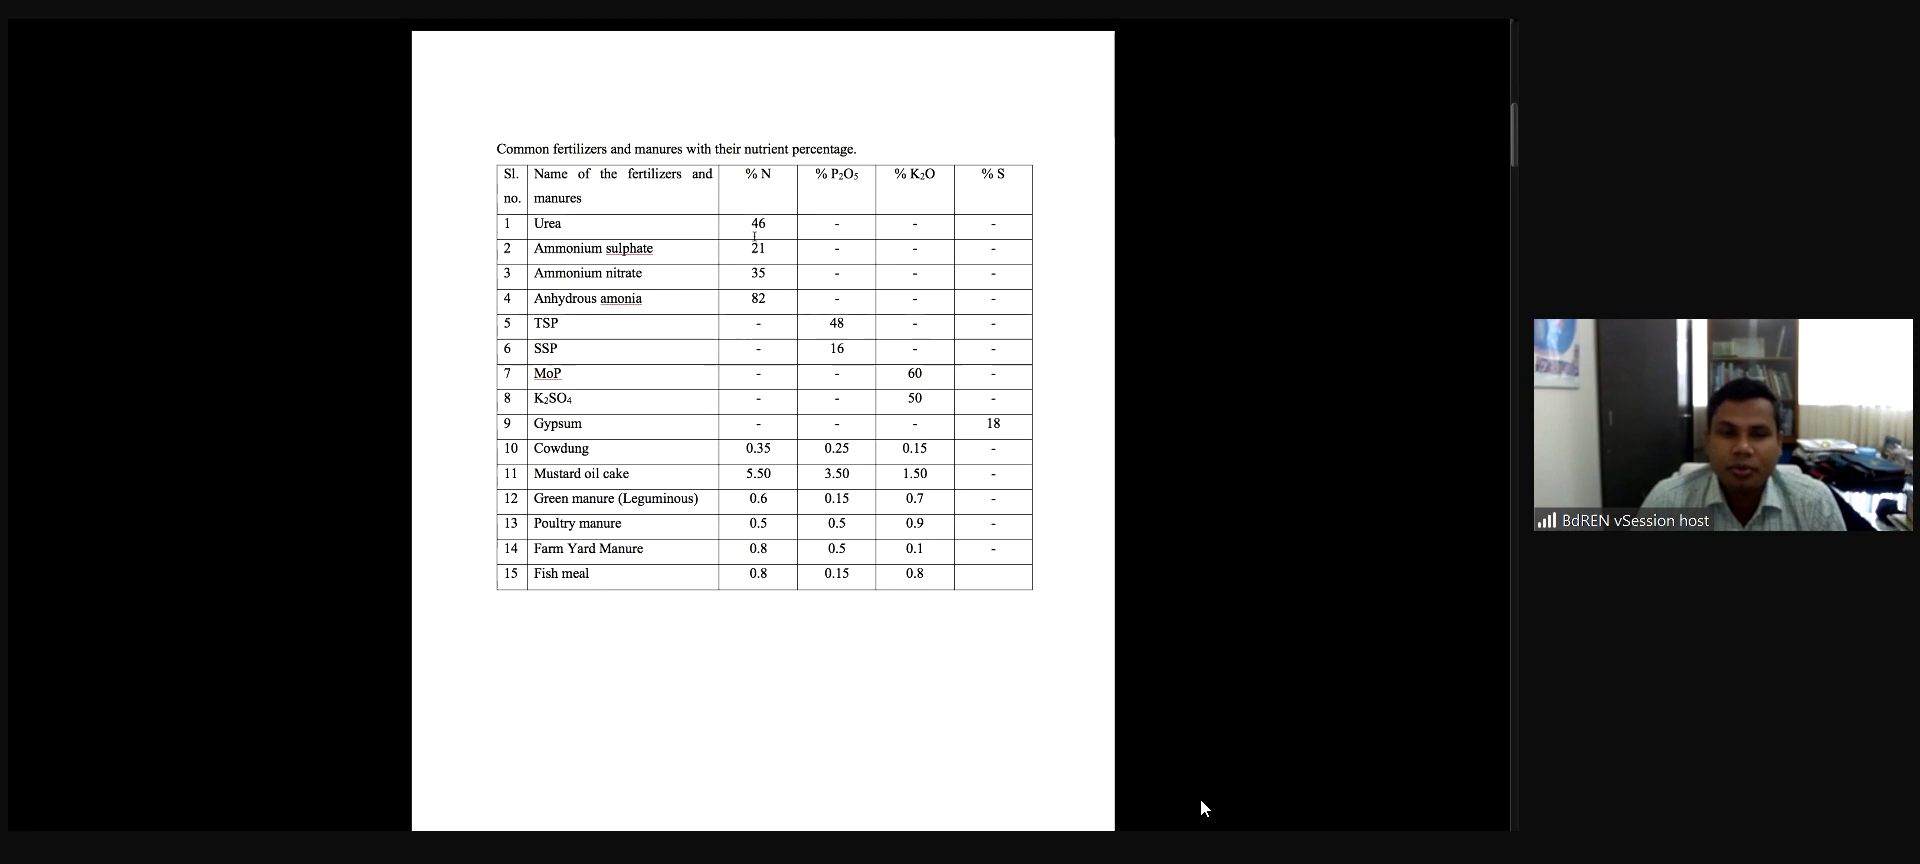 Common fertilizers and manures with their nutrient percentage.
Sl. no. Name of the fertilizers and manures % N % P₂O₅ % K₂O % S
1 Urea 46 - - -
2 Ammonium sulphate 21 - - -
3 Ammonium nitrate 35 - - -
4 Anhydrous amonia 82 - - -
5 TSP - 48 - -
6 SSP - 16 - -
7 MoP - - 60 -
8 K₂SO₄ - - 50 -
9 Gypsum - - - 18
10 Cowdung 0.35 0.25 0.15 -
11 Mustard oil cake 5.50 3.50 1.50 -
12 Green manure (Leguminous) 0.6 0.15 0.7 -
13 Poultry manure 0.5 0.5 0.9 -
14 Farm Yard Manure 0.8 0.5 0.1 -
15 Fish meal 0.8 0.15 0.8
BdREN vSession host